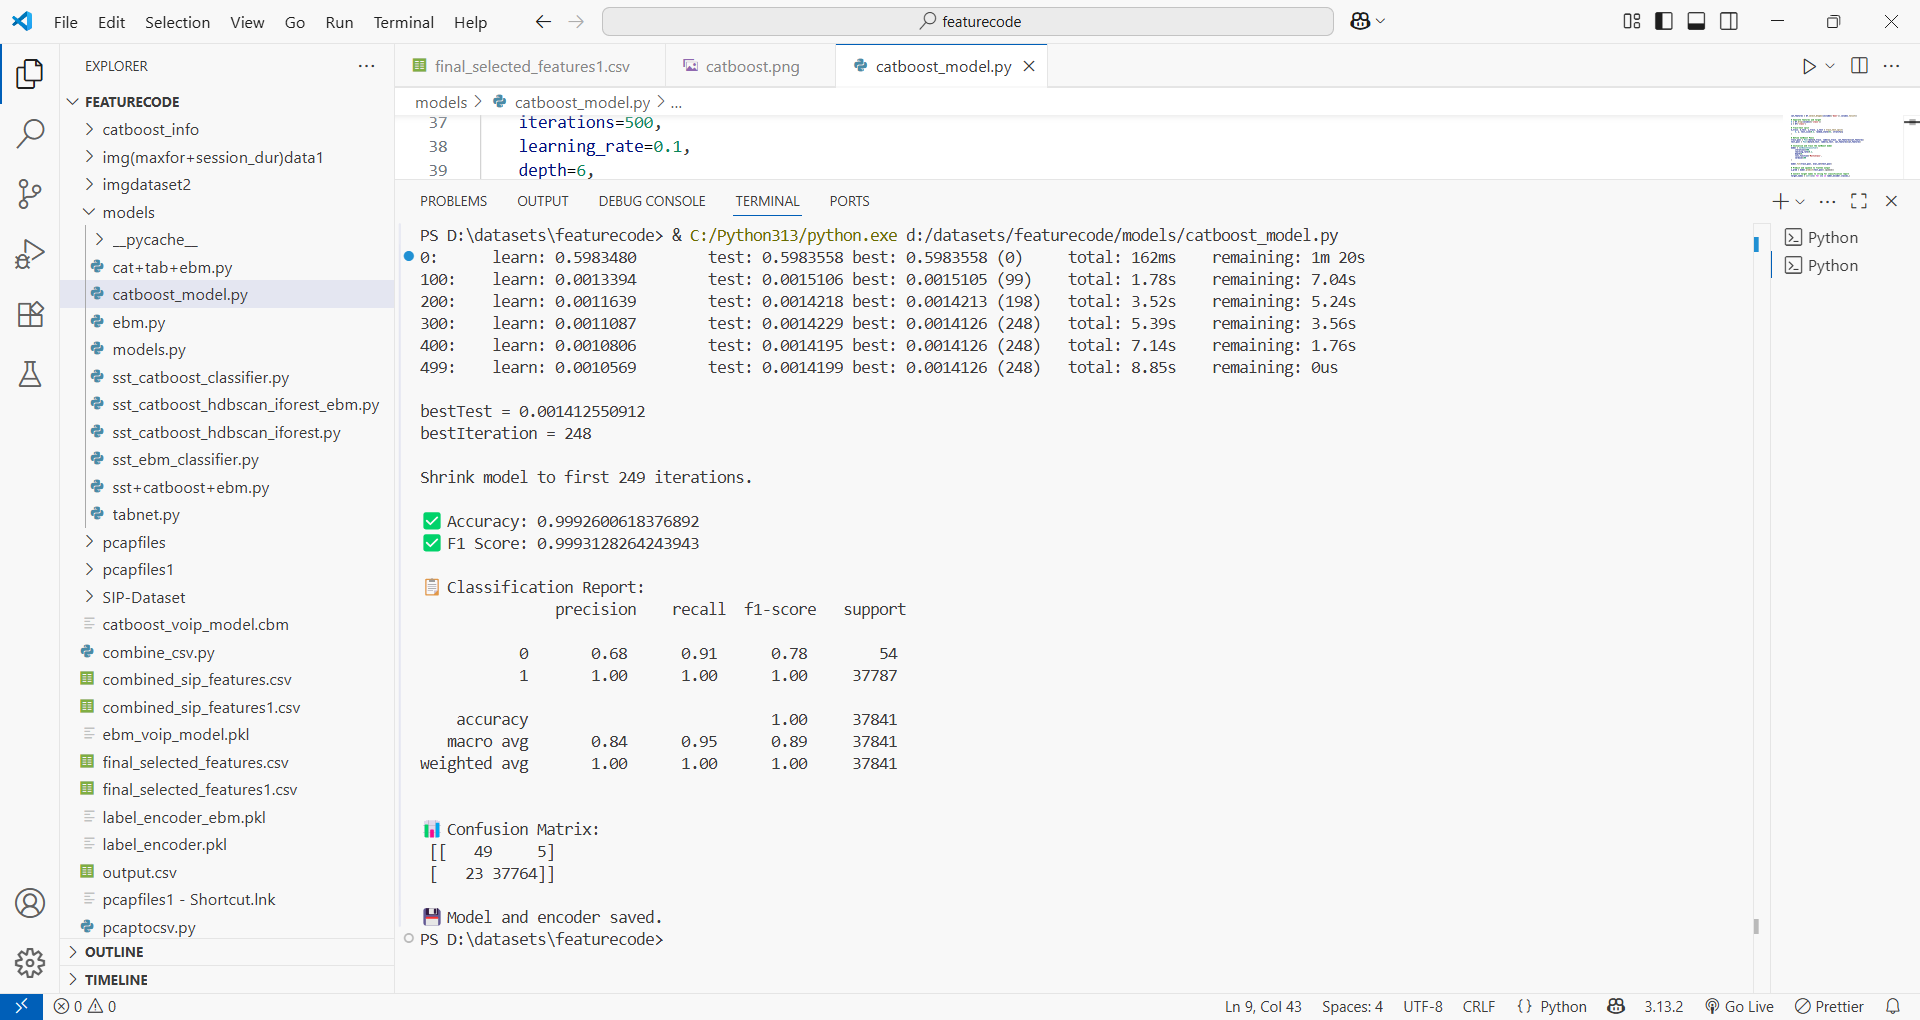 File Edit Selection View Go Run Terminal Help
featurecode
EXPLORER
FEATURECODE
catboost_info
img(maxfor+session_dur)data1
imgdataset2
models
__pycache__
cat+tab+ebm.py
catboost_model.py
ebm.py
models.py
sst_catboost_classifier.py
sst_catboost_hdbscan_iforest_ebm.py
sst_catboost_hdbscan_iforest.py
sst_ebm_classifier.py
sst+catboost+ebm.py
tabnet.py
pcapfiles
pcapfiles1
SIP-Dataset
catboost_voip_model.cbm
combine_csv.py
combined_sip_features.csv
combined_sip_features1.csv
ebm_voip_model.pkl
final_selected_features.csv
final_selected_features1.csv
label_encoder_ebm.pkl
label_encoder.pkl
output.csv
pcapfiles1 - Shortcut.lnk
pcaptocsv.py
OUTLINE
TIMELINE
final_selected_features1.csv catboost.png catboost_model.py
models > catboost_model.py > ...
37 iterations=500,
38 learning_rate=0.1,
39 depth=6,
PROBLEMS OUTPUT DEBUG CONSOLE TERMINAL PORTS
PS D:\datasets\featurecode> & C:/Python313/python.exe d:/datasets/featurecode/models/catboost_model.py
0: learn: 0.5983480 test: 0.5983558 best: 0.5983558 (0) total: 162ms remaining: 1m 20s
100: learn: 0.0013394 test: 0.0015106 best: 0.0015105 (99) total: 1.78s remaining: 7.04s
200: learn: 0.0011639 test: 0.0014218 best: 0.0014213 (198) total: 3.52s remaining: 5.24s
300: learn: 0.0011087 test: 0.0014229 best: 0.0014126 (248) total: 5.39s remaining: 3.56s
400: learn: 0.0010806 test: 0.0014195 best: 0.0014126 (248) total: 7.14s remaining: 1.76s
499: learn: 0.0010569 test: 0.0014199 best: 0.0014126 (248) total: 8.85s remaining: 0us
bestTest = 0.001412550912
bestIteration = 248
Shrink model to first 249 iterations.
✅ Accuracy: 0.9992600618376892
✅ F1 Score: 0.9993128264243943
📋 Classification Report:
precision recall f1-score support
0 0.68 0.91 0.78 54
1 1.00 1.00 1.00 37787
accuracy 1.00 37841
macro avg 0.84 0.95 0.89 37841
weighted avg 1.00 1.00 1.00 37841
📊 Confusion Matrix:
[[ 49 5]
[ 23 37764]]
💾 Model and encoder saved.
PS D:\datasets\featurecode>
Python
Python
0 0 Ln 9, Col 43 Spaces: 4 UTF-8 CRLF {} Python 3.13.2 Go Live Prettier